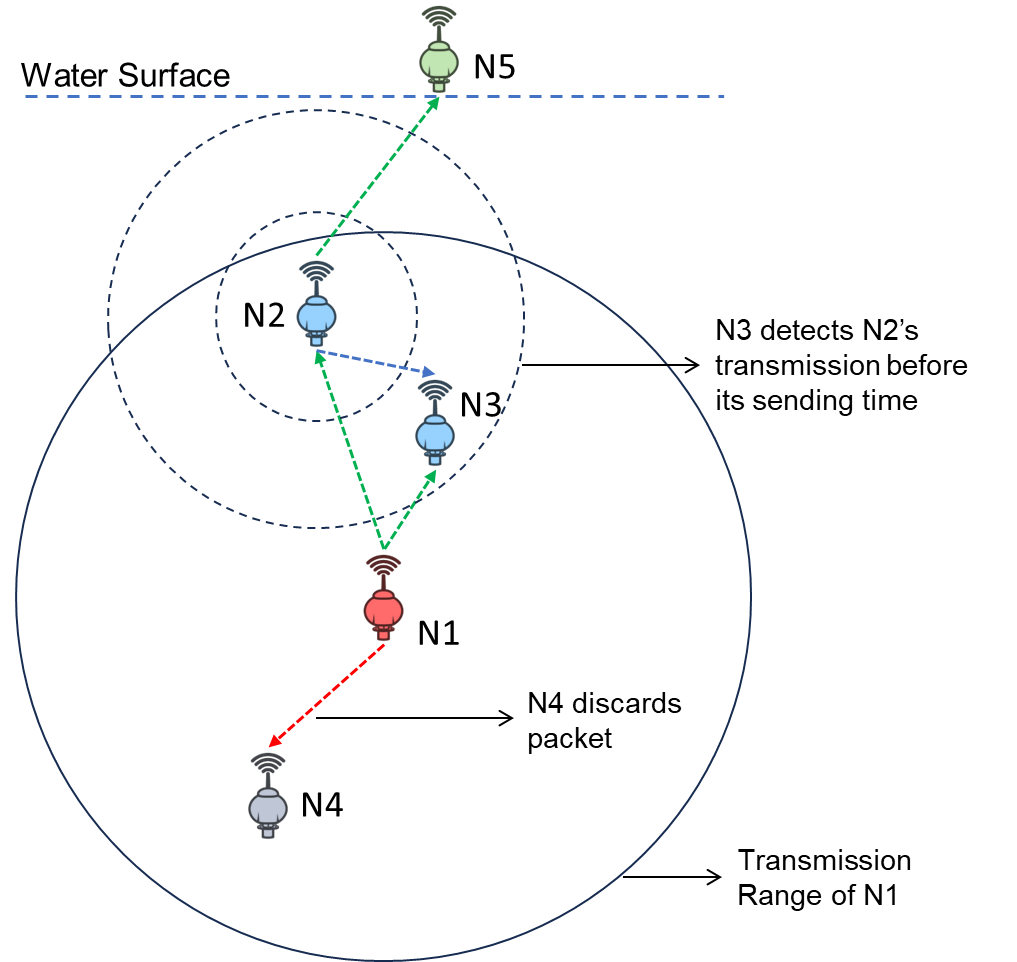 N5
Water Surface
N2
N3 detects N2’s
transmission before
its sending time
N3
N1
N4 discards
packet
N4
Transmission
Range of N1